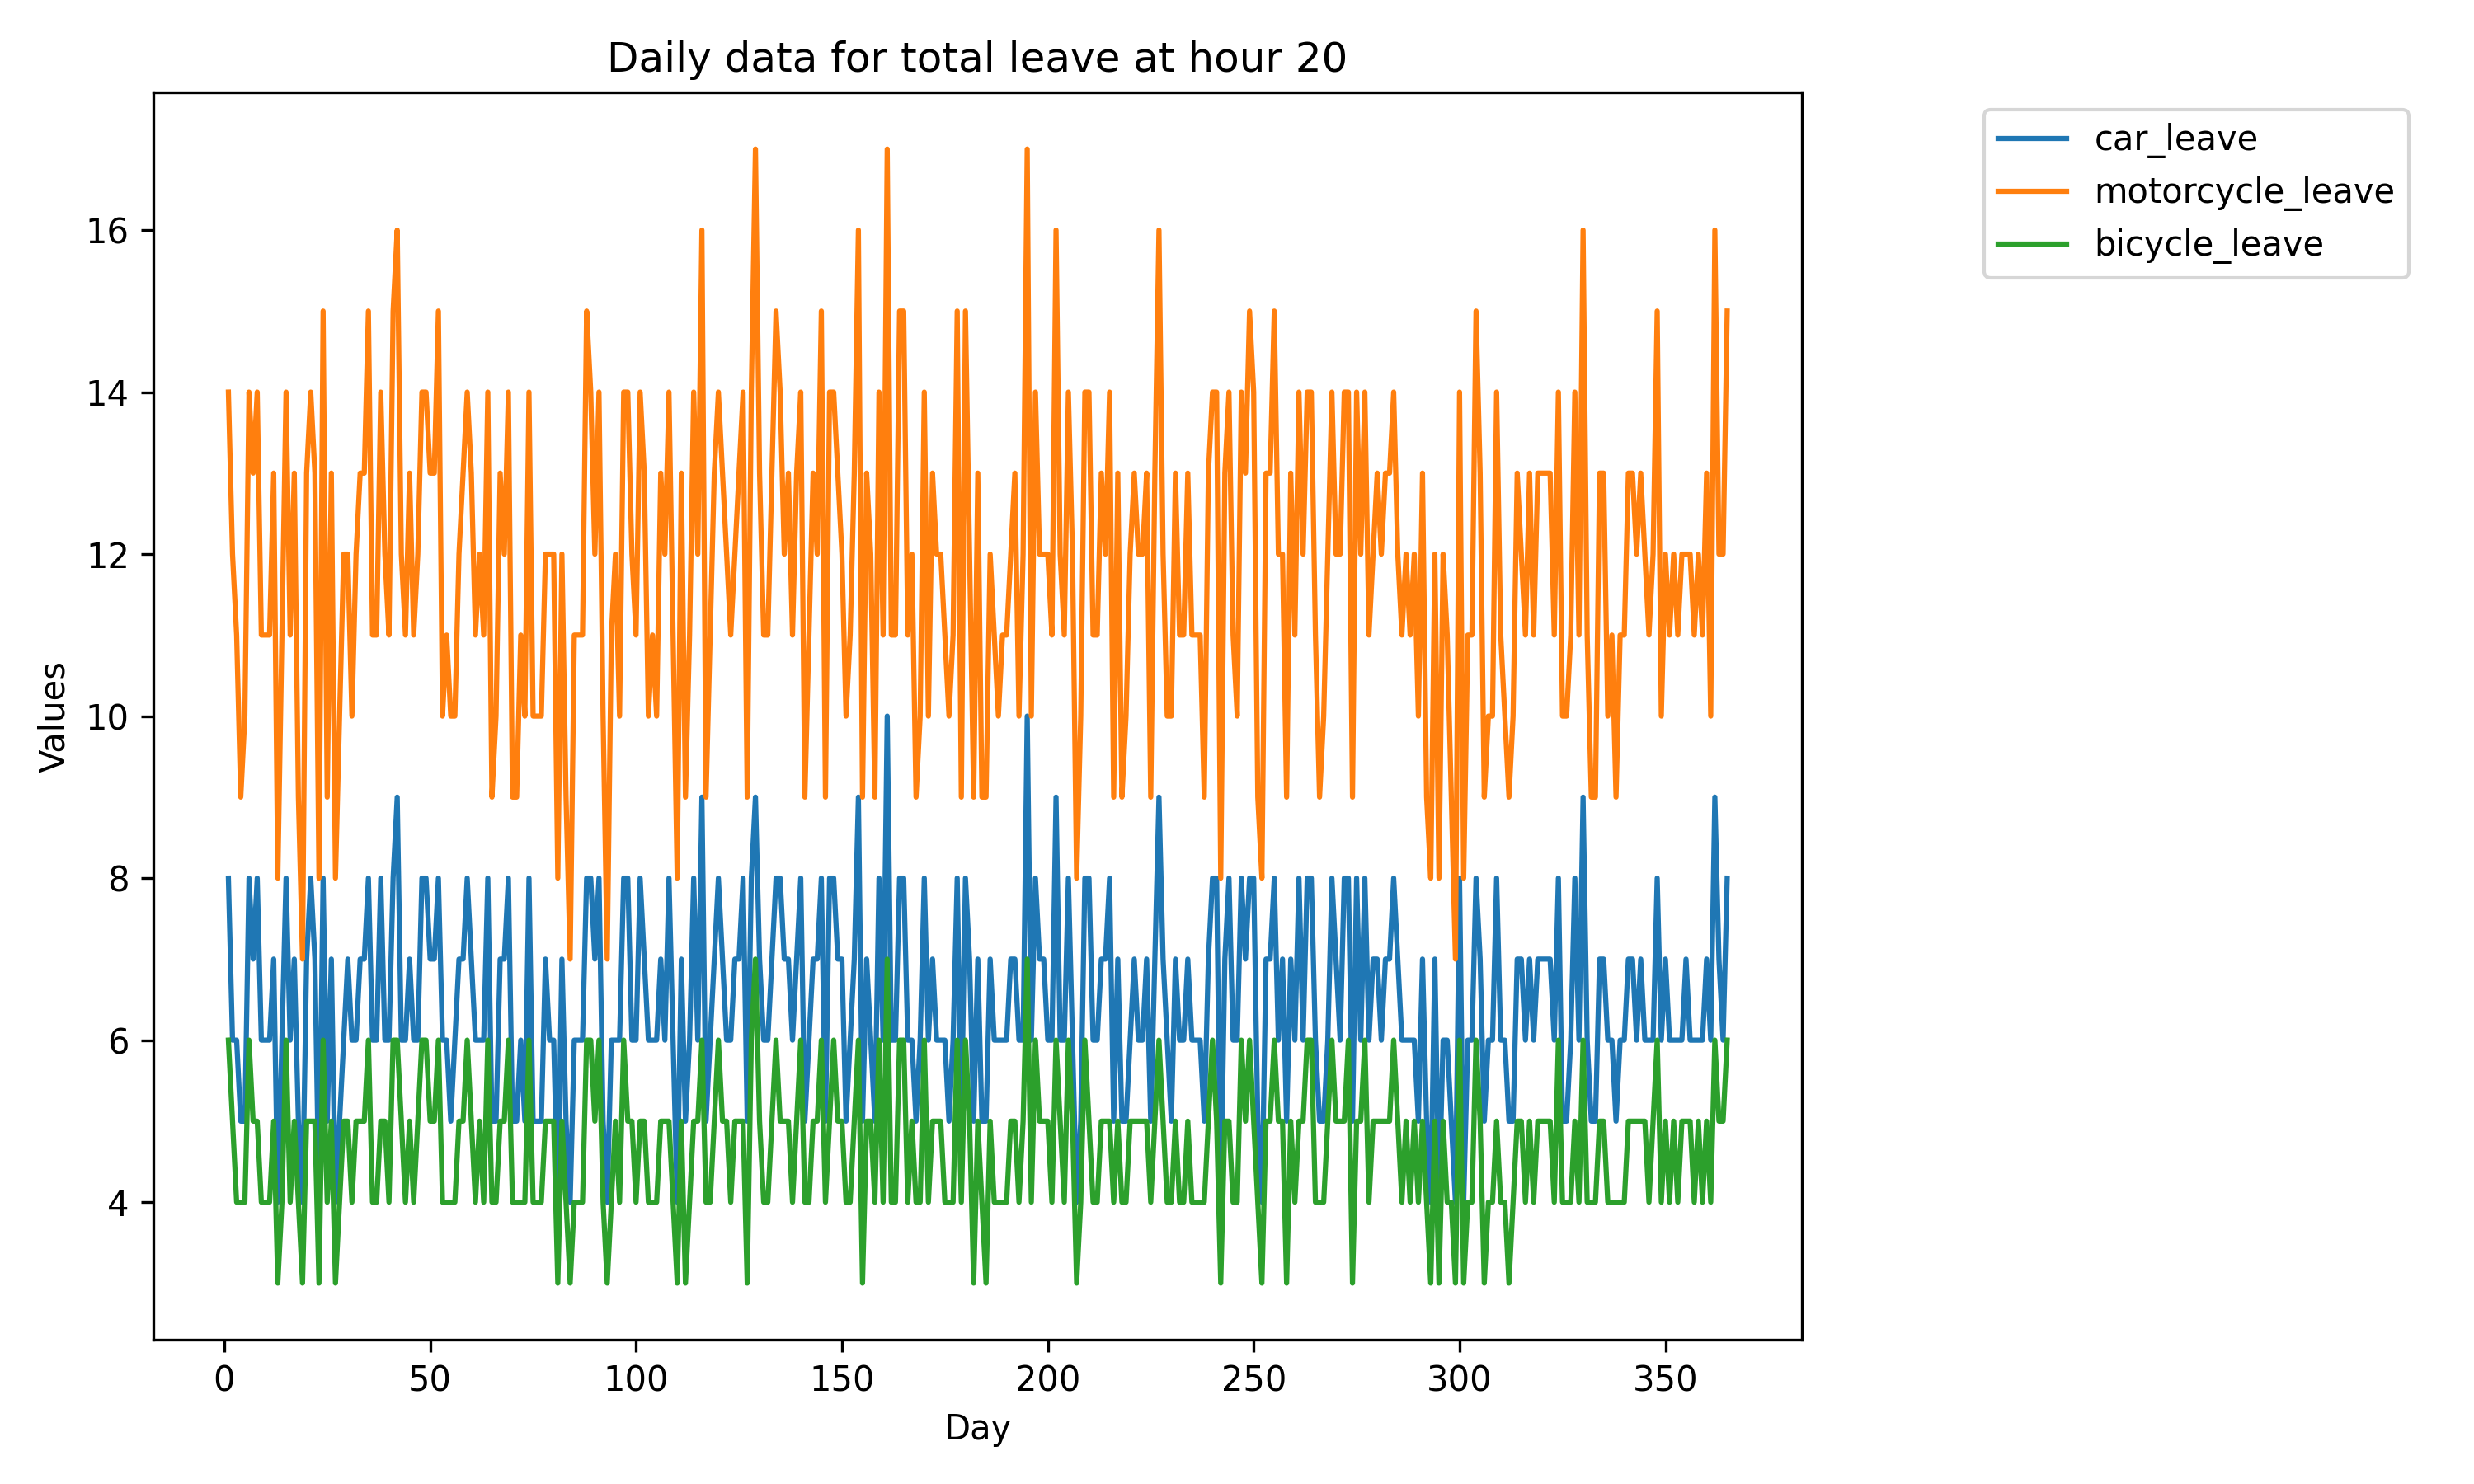 Daily data for total leave at hour 20
car_leave
motorcycle_leave
bicycle_leave
16
14
12
10
8
6
4
Values
0 50 100 150 200 250 300 350
Day